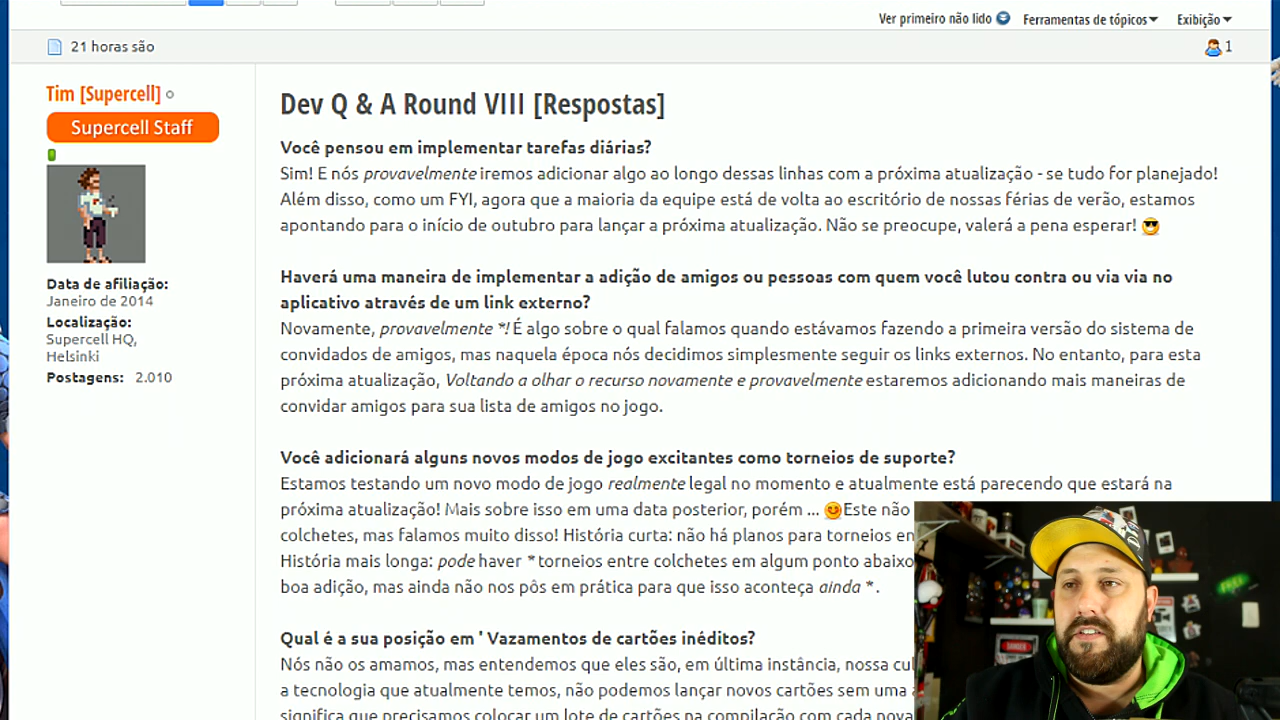 Ver primeiro não lido
Ferramentas de tópicos
Exibição
21 horas são
1
Tim [Supercell]
Supercell Staff
Data de afiliação:
Janeiro de 2014
Localização:
Supercell HQ,
Helsinki
Postagens: 2.010
Dev Q & A Round VIII [Respostas]
Você pensou em implementar tarefas diárias?
Sim! E nós provavelmente iremos adicionar algo ao longo dessas linhas com a próxima atualização - se tudo for planejado!
Além disso, como um FYI, agora que a maioria da equipe está de volta ao escritório de nossas férias de verão, estamos
apontando para o início de outubro para lançar a próxima atualização. Não se preocupe, valerá a pena esperar!
Haverá uma maneira de implementar a adição de amigos ou pessoas com quem você lutou contra ou via via no
aplicativo através de um link externo?
Novamente, provavelmente *! É algo sobre o qual falamos quando estávamos fazendo a primeira versão do sistema de
convidados de amigos, mas naquela época nós decidimos simplesmente seguir os links externos. No entanto, para esta
próxima atualização, Voltando a olhar o recurso novamente e provavelmente estaremos adicionando mais maneiras de
convidar amigos para sua lista de amigos no jogo.
Você adicionará alguns novos modos de jogo excitantes como torneios de suporte?
Estamos testando um novo modo de jogo realmente legal no momento e atualmente está parecendo que estará na
próxima atualização! Mais sobre isso em uma data posterior, porém ... Este não
colchetes, mas falamos muito disso! História curta: não há planos para torneios en
História mais longa: pode haver * torneios entre colchetes em algum ponto abaixo
boa adição, mas ainda não nos pôs em prática para que isso aconteça ainda * .
Qual é a sua posição em ' Vazamentos de cartões inéditos?
Nós não os amamos, mas entendemos que eles são, em última instância, nossa cul
a tecnologia que atualmente temos, não podemos lançar novos cartões sem uma
significa que precisamos colocar um lote de cartões na compilação com cada nova